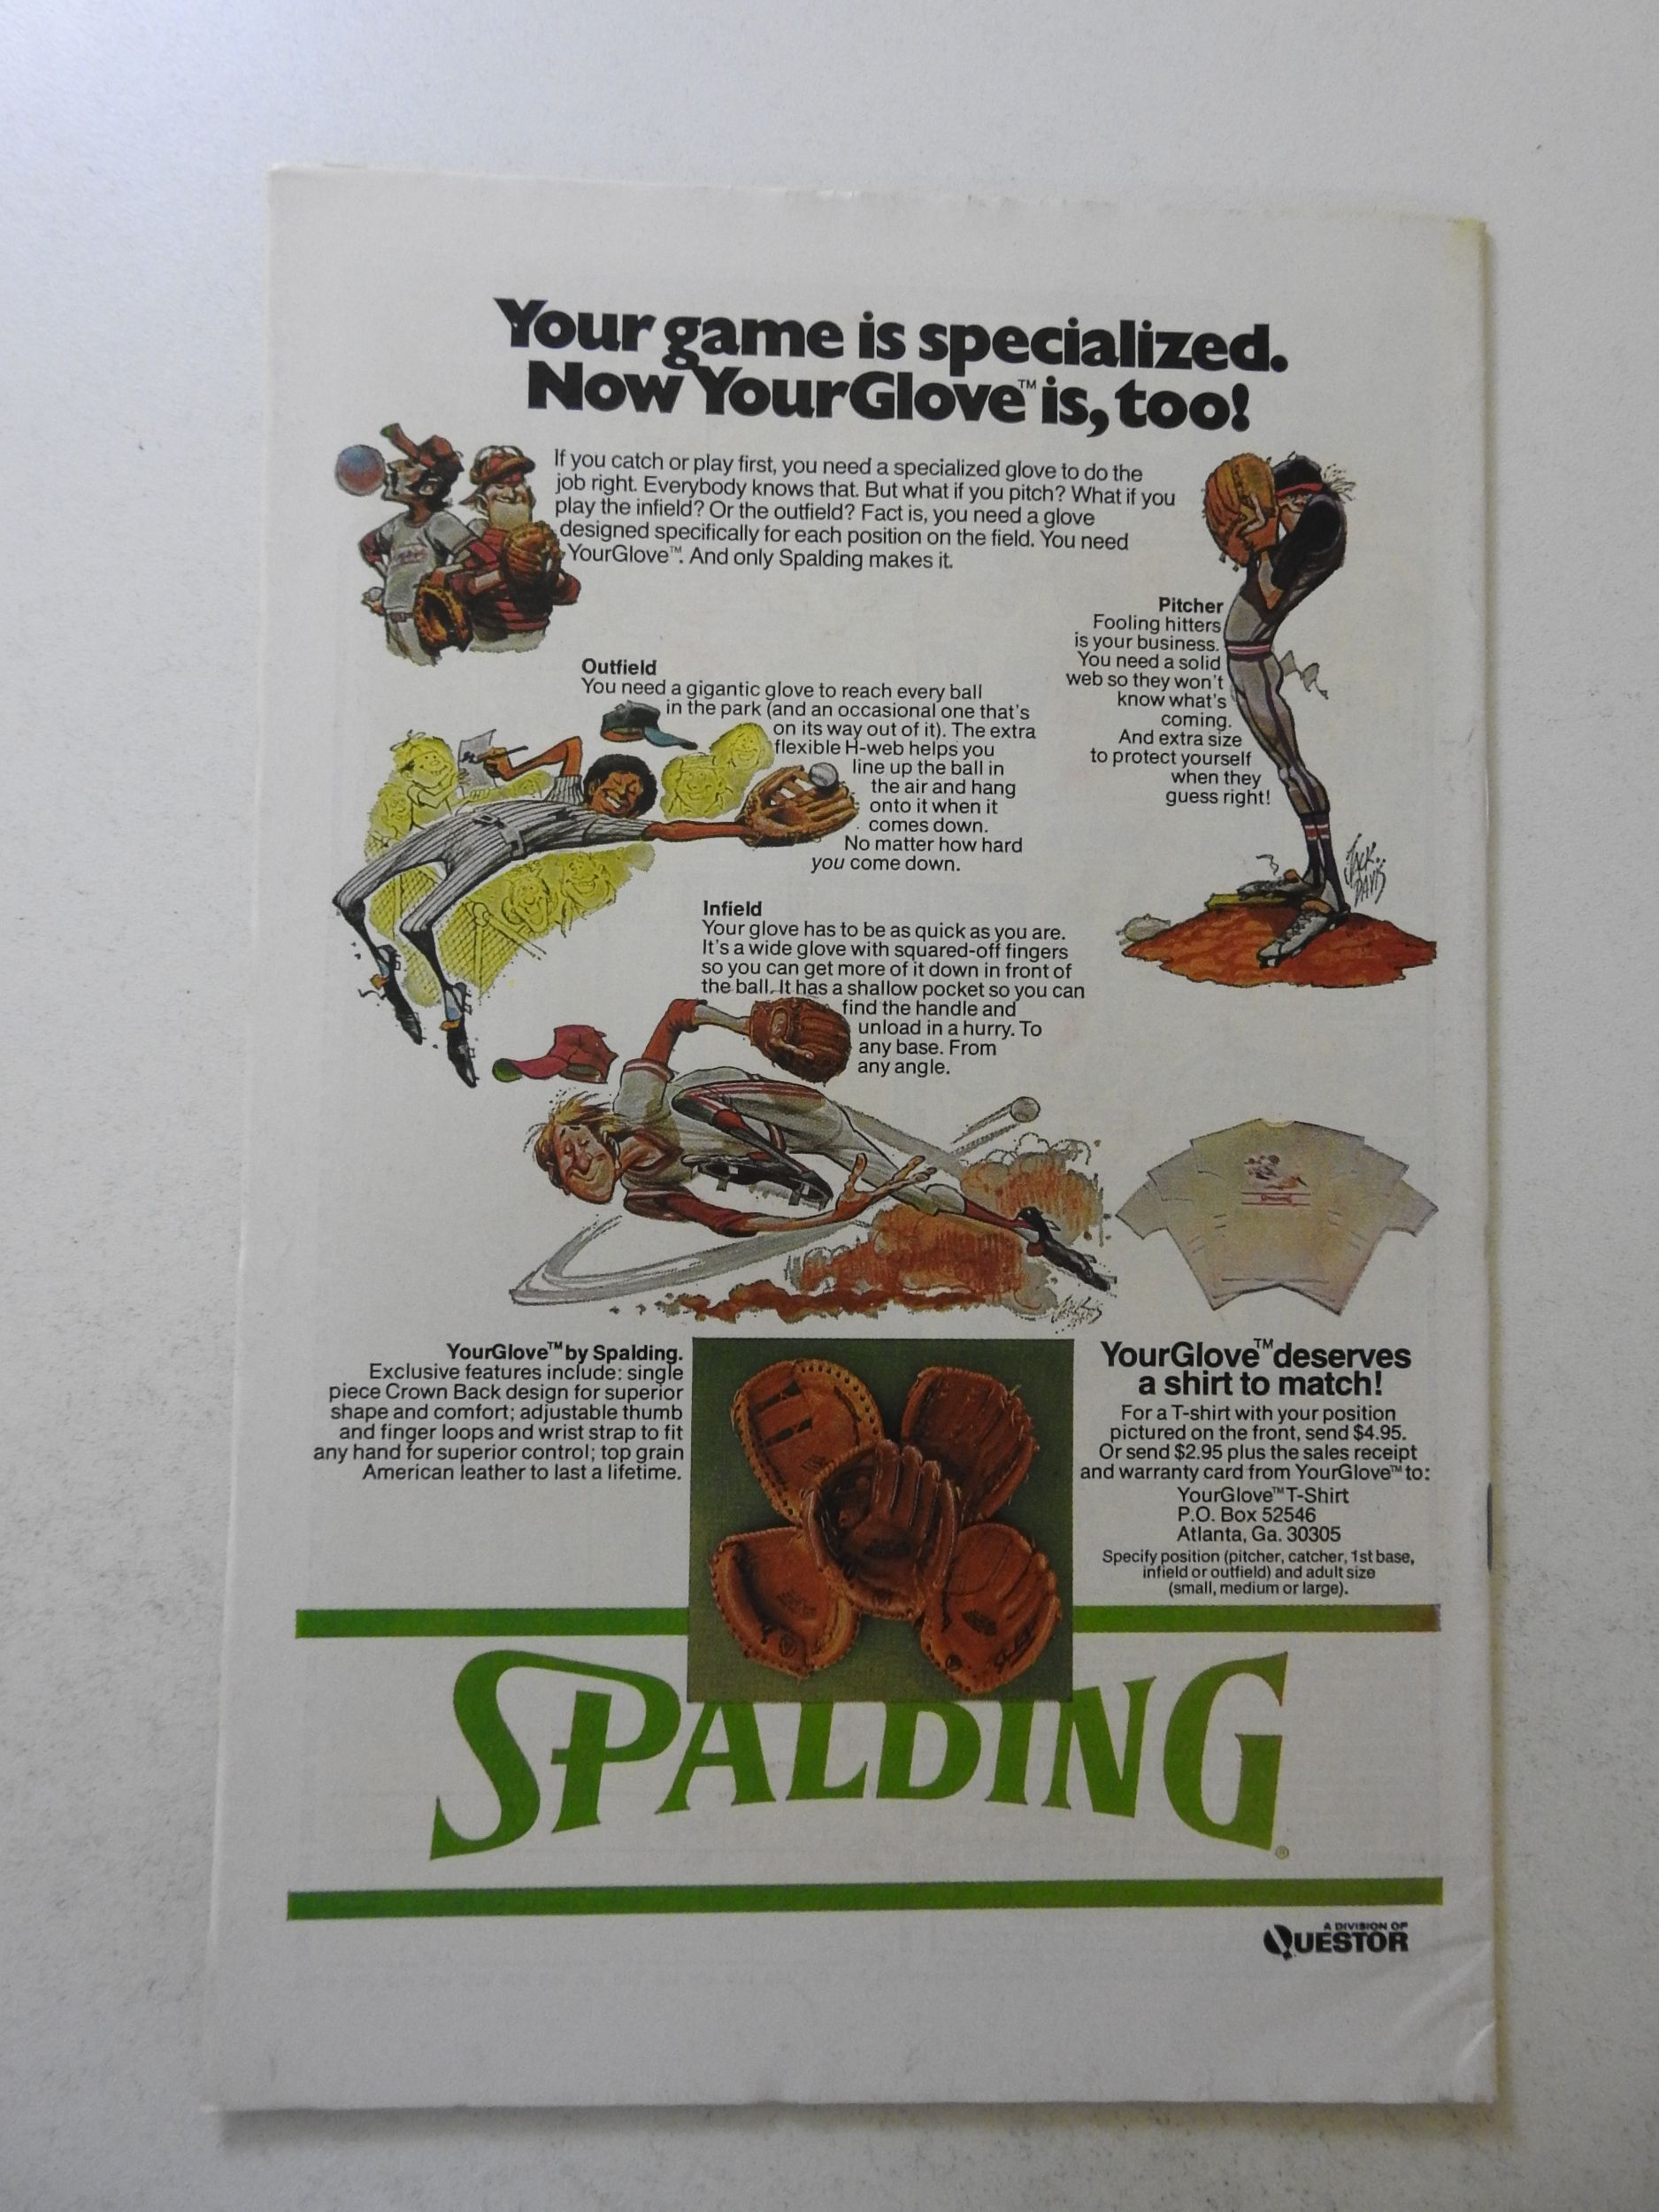 Your game is specialized.
Now YourGlove™ is, too!
If you catch or play first, you need a specialized glove to do the
job right. Everybody knows that. But what if you pitch? What if you
play the infield? Or the outfield? Fact is, you need a glove
designed specifically for each position on the field. You need
YourGlove™. And only Spalding makes it.
Pitcher
Fooling hitters
is your business.
You need a solid
web so they won't
know what's
coming.
And extra size
to protect yourself
when they
guess right!
JACK DAVIS
Outfield
You need a gigantic glove to reach every ball
in the park (and an occasional one that's
on its way out of it). The extra
flexible H-web helps you
line up the ball in
the air and hang
onto it when it
comes down.
No matter how hard
you come down.
Infield
Your glove has to be as quick as you are.
It's a wide glove with squared-off fingers
so you can get more of it down in front of
the ball. It has a shallow pocket so you can
find the handle and
unload in a hurry. To
any base. From
any angle.
YourGlove™ by Spalding.
Exclusive features include: single
piece Crown Back design for superior
shape and comfort; adjustable thumb
and finger loops and wrist strap to fit
any hand for superior control; top grain
American leather to last a lifetime.
YourGlove™ deserves
a shirt to match!
For a T-shirt with your position
pictured on the front, send $4.95.
Or send $2.95 plus the sales receipt
and warranty card from YourGlove™ to:
YourGlove™ T-Shirt
P.O. Box 52546
Atlanta, Ga. 30305
Specify position (pitcher, catcher, 1st base,
infield or outfield) and adult size
(small, medium or large).
SPALDING®
A DIVISION OF
QUESTOR